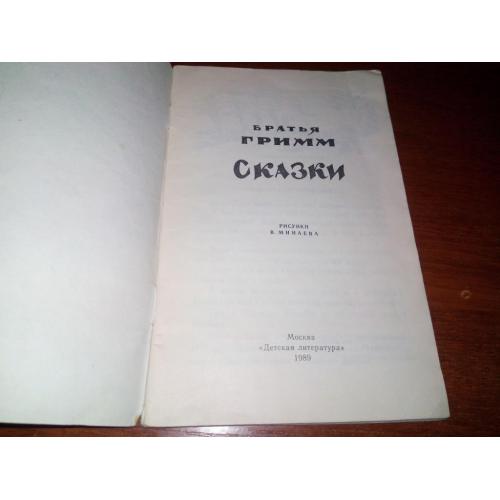 БРАТЬЯ
ГРИММ
СКАЗКИ
РИСУНКИ
В. МИНАЕВА
Москва
«Детская литература»
1989